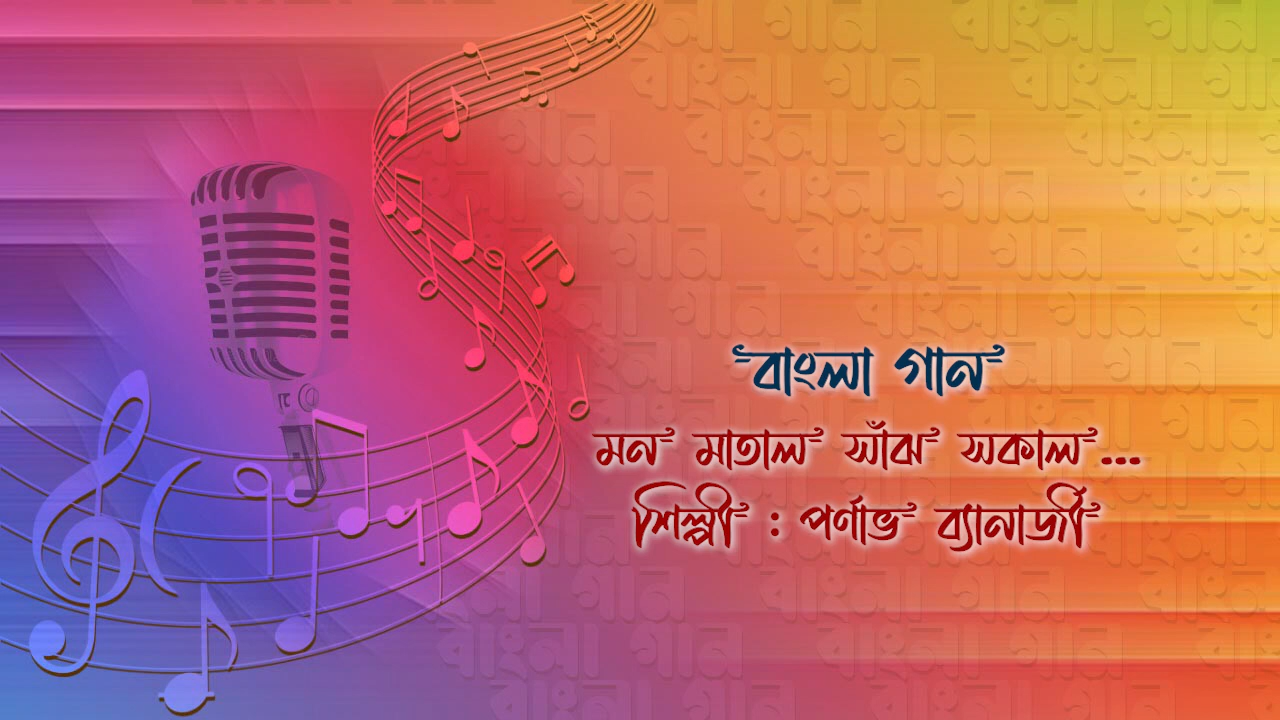 বাংলা গান
মন মাতাল সাঁঝ সকাল...
শিল্পী : পর্ণাভ ব্যানার্জী